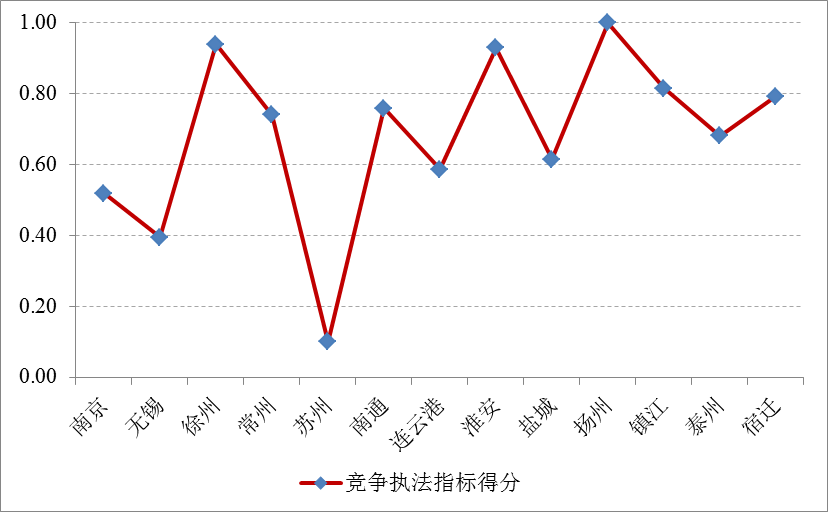 1.00
0.80
0.60
0.40
0.20
0.00
南京
无锡
徐州
常州
苏州
南通
连云港
淮安
盐城
扬州
镇江
泰州
宿迁
竞争执法指标得分